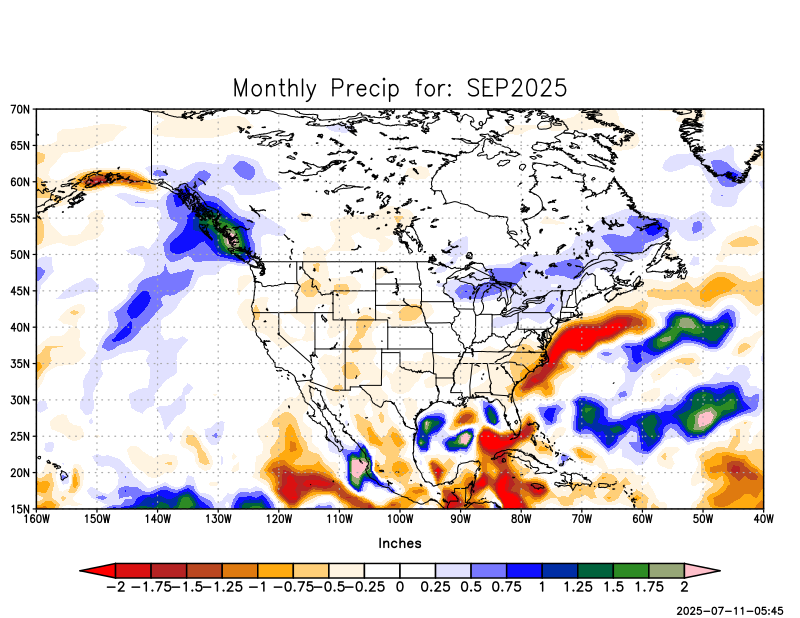 Monthly Precip for: SEP2025
70N
65N
60N
55N
50N
45N
40N
35N
30N
25N
20N
15N
160W 150W 140W 130W 120W 110W 100W 90W 80W 70W 60W 50W 40W
Inches
-2 -1.75 -1.5 -1.25 -1 -0.75 -0.5 -0.25 0 0.25 0.5 0.75 1 1.25 1.5 1.75 2
2025-07-11-05:45